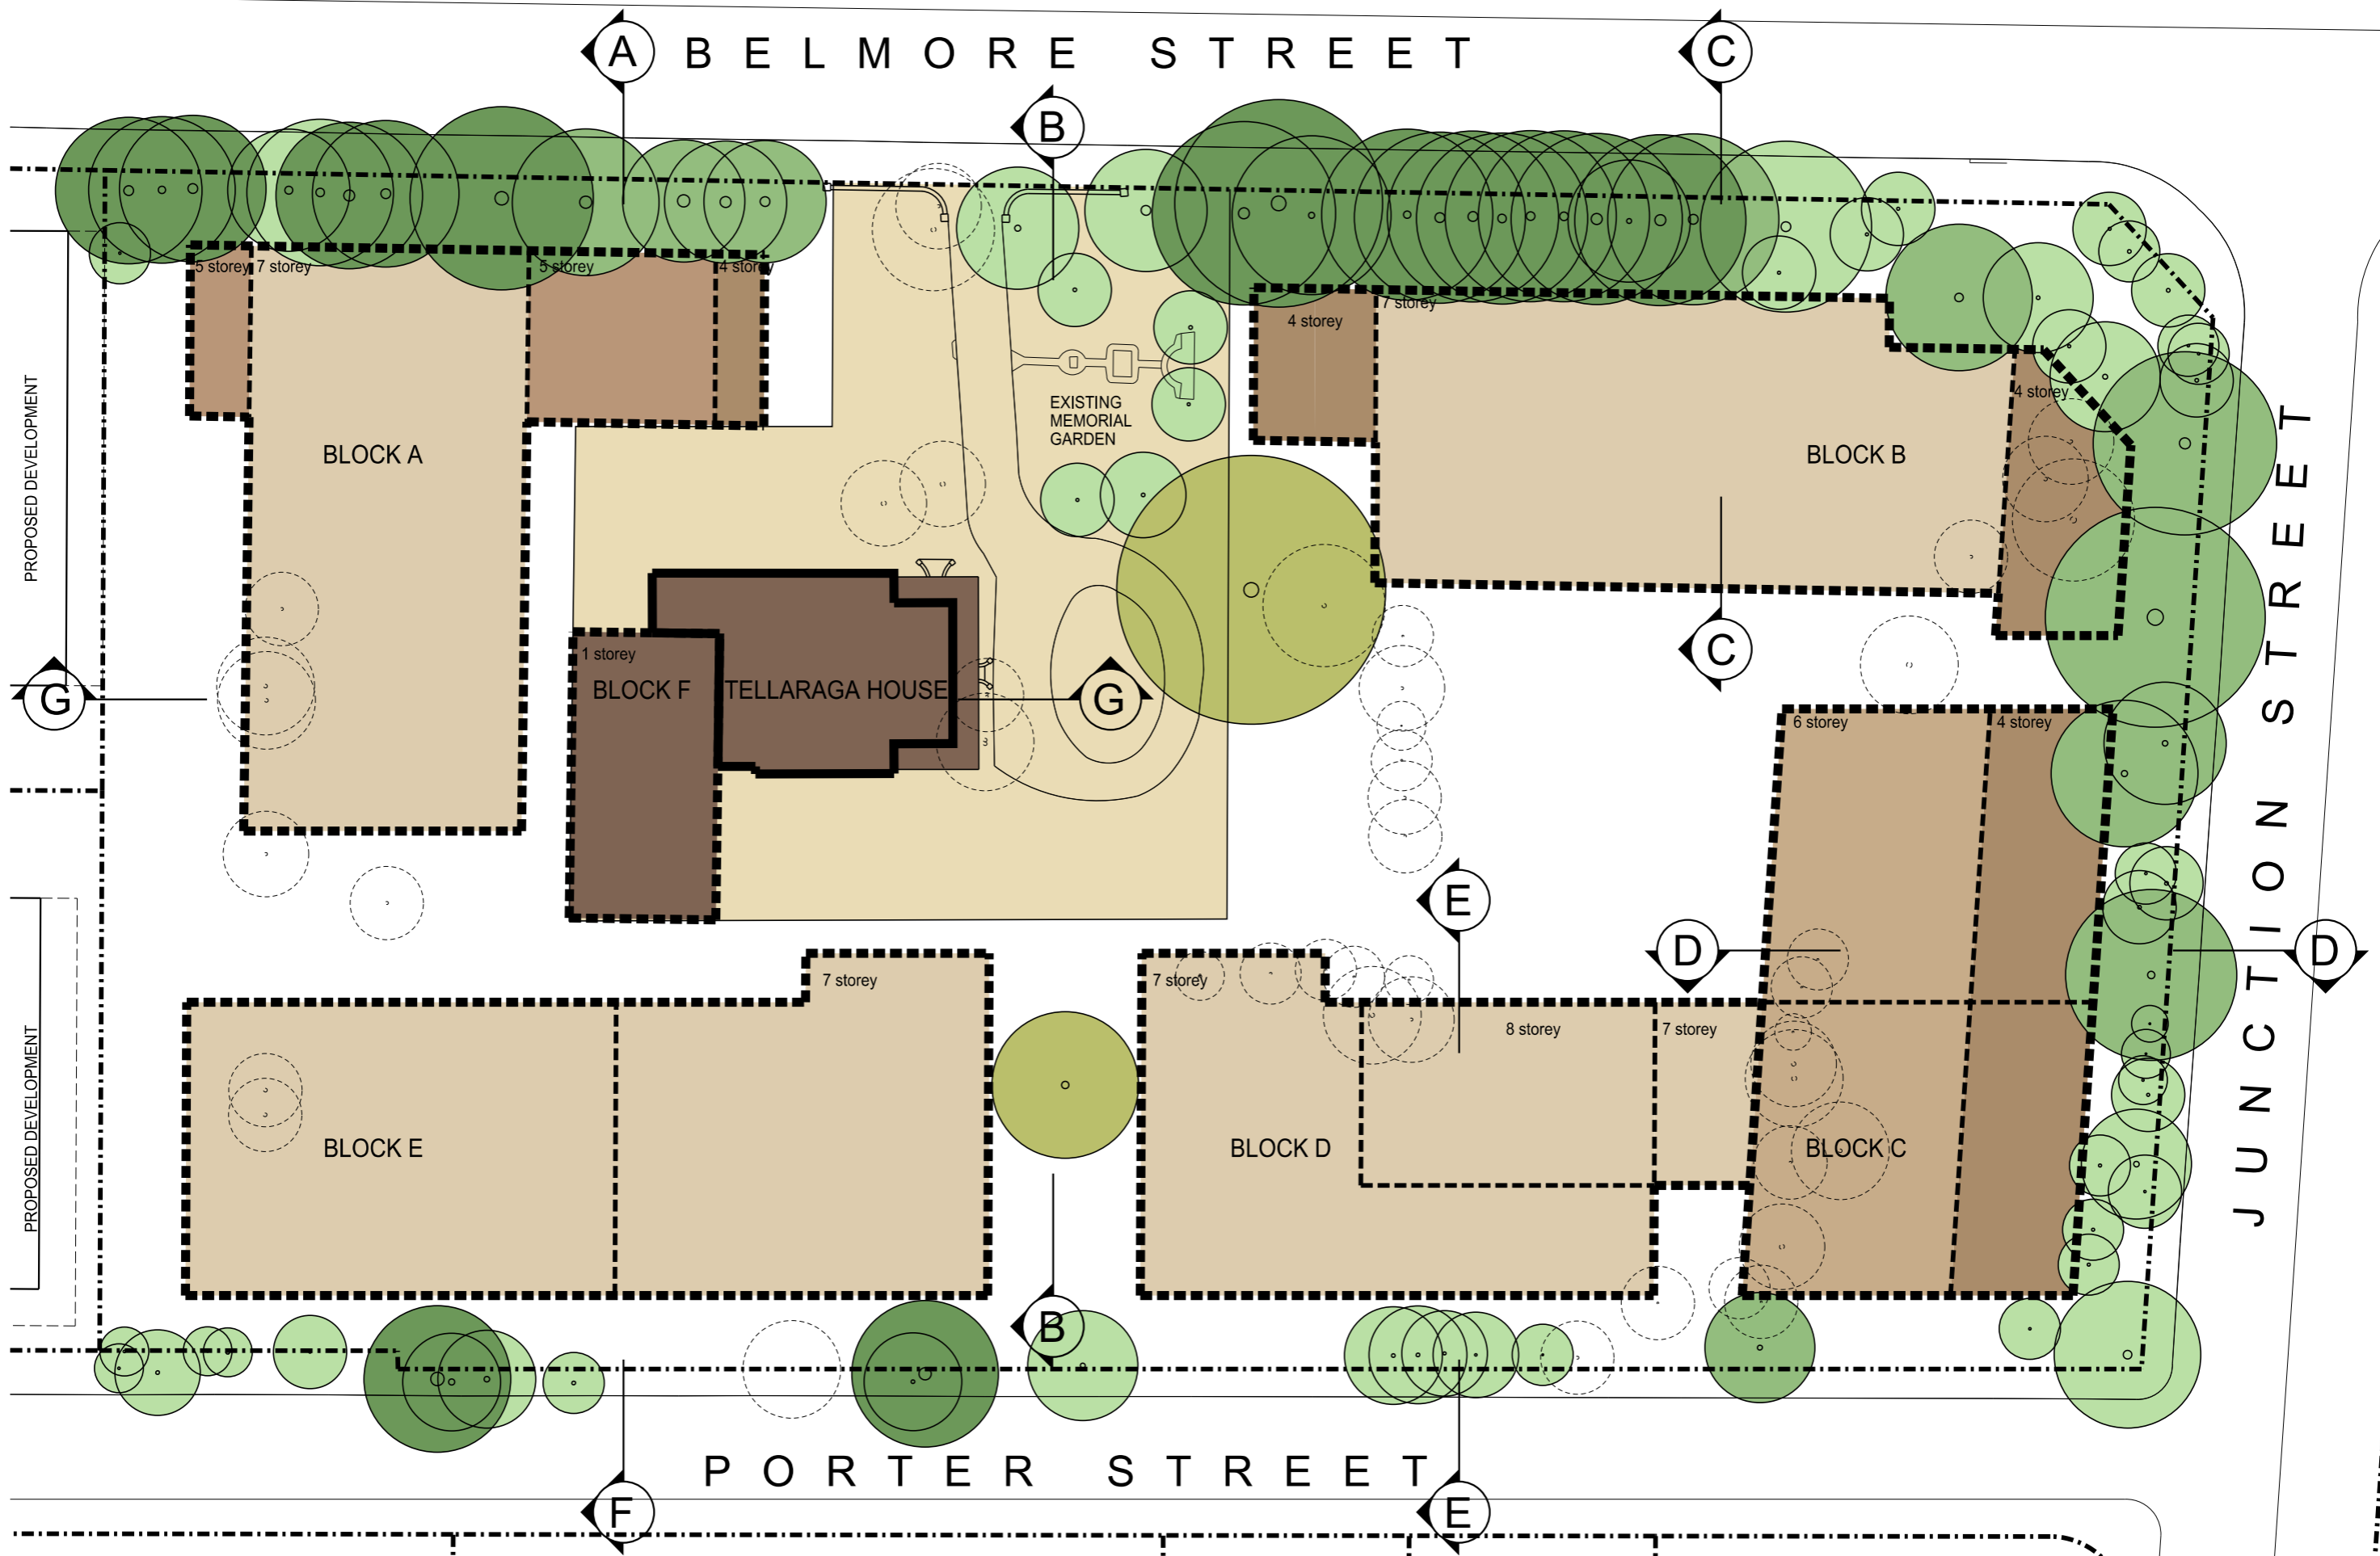 A
BELMORE STREET
C
B
5 storey
7 storey
5 storey
4 storey
7 storey
4 storey
4 storey
EXISTING
MEMORIAL
GARDEN
PROPOSED DEVELOPMENT
BLOCK A
BLOCK B
JUNCTION STREET
1 storey
BLOCK F
TELLARAGA HOUSE
G
G
C
6 storey
4 storey
E
D
D
7 storey
7 storey
8 storey
7 storey
PROPOSED DEVELOPMENT
BLOCK E
BLOCK D
BLOCK C
B
PORTER STREET
F
E